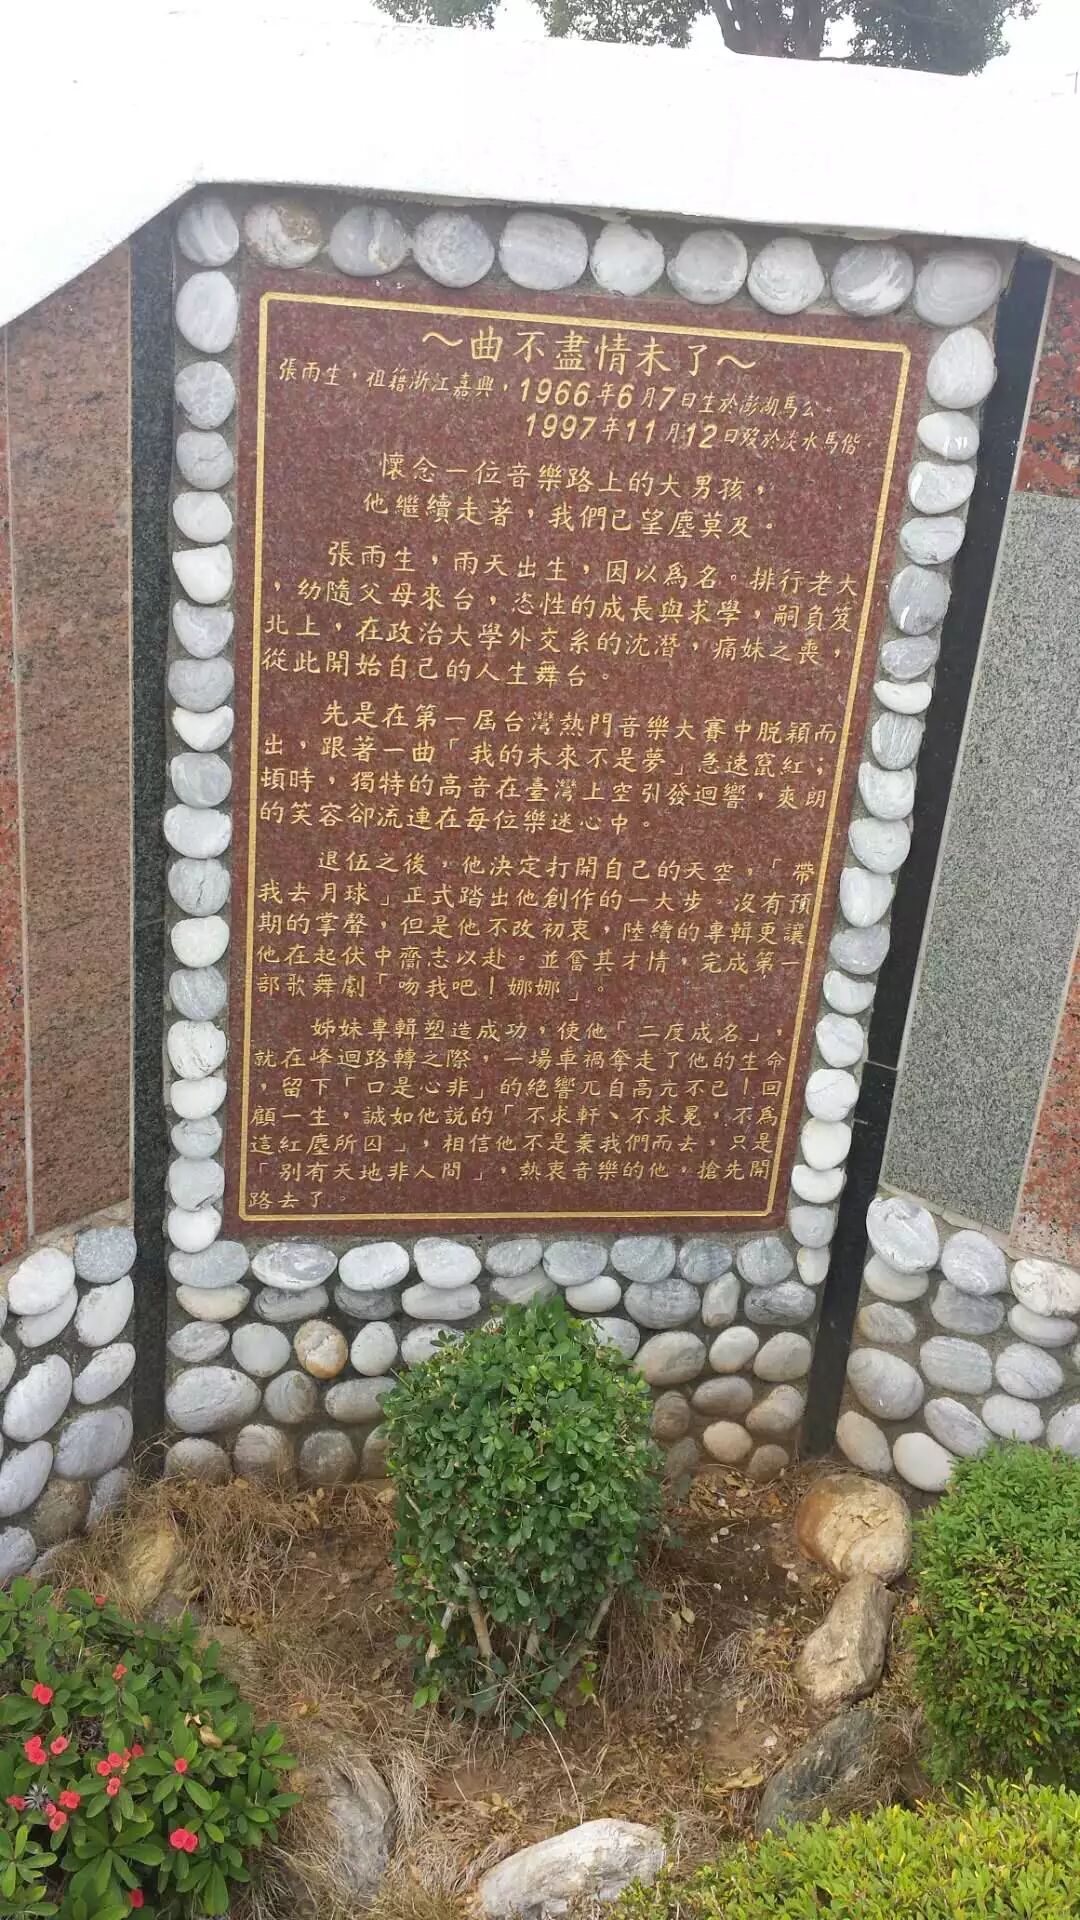 ～曲不盡情未了～
張雨生，祖籍浙江嘉興，1966年6月7日生於澎湖馬公。
1997年11月12日歿於淡水馬偕。
懷念一位音樂路上的大男孩，
他繼續走著，我們已望塵莫及。
張雨生，雨天出生，因以為名。排行老大
，幼隨父母來台，恣性的成長與求學，嗣負笈
北上，在政治大學外交系的沈潛，痛妹之喪，
從此開始自己的人生舞台。
先是在第一屆台灣熱門音樂大賽中脫穎而
出，跟著一曲「我的未來不是夢」急速竄紅；
頓時，獨特的高音在臺灣上空引發迴響，爽朗
的笑容卻流連在每位樂迷心中。
退伍之後，他決定打開自己的天空，「帶
我去月球」正式踏出他創作的一大步。沒有預
期的掌聲，但是他不改初衷，陸續的專輯更讓
他在起伏中齎志以赴。並奮其才情，完成第一
部歌舞劇「吻我吧！娜娜」。
姊妹專輯塑造成功，使他「二度成名」，
就在峰迴路轉之際，一場車禍奪走了他的生命
，留下「口是心非」的絕響兀自高亢不已！回
顧一生，誠如他說的「不求軒、不求冕，不為
這紅塵所囚」，相信他不是棄我們而去，只是
「別有天地非人間」，熱衷音樂的他，搶先開
路去了。